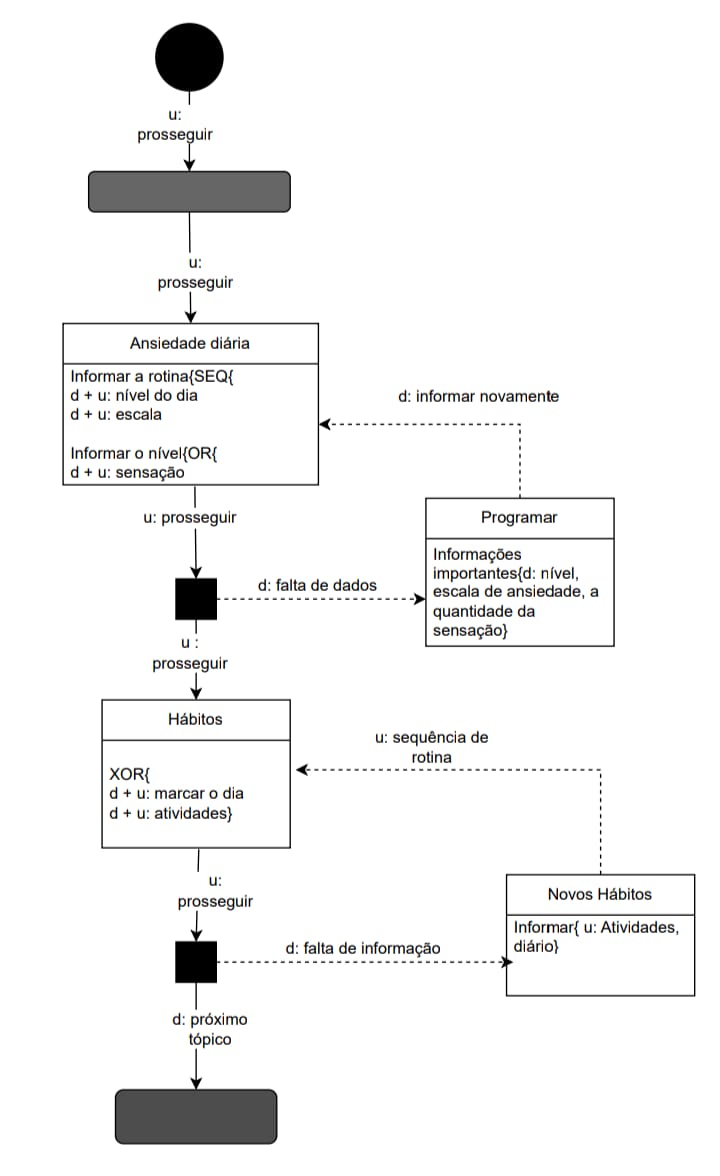 u:
prosseguir
u:
prosseguir
Ansiedade diária
Informar a rotina{SEQ{
d + u: nível do dia
d + u: escala
Informar o nível{OR{
d + u: sensação
d: informar novamente
Programar
Informações
importantes{d: nível,
escala de ansiedade, a
quantidade da
sensação}
u: prosseguir
d: falta de dados
u :
prosseguir
Hábitos
XOR{
d + u: marcar o dia
d + u: atividades}
u: sequência de
rotina
Novos Hábitos
Informar{ u: Atividades,
diário}
u:
prosseguir
d: falta de informação
d: próximo
tópico